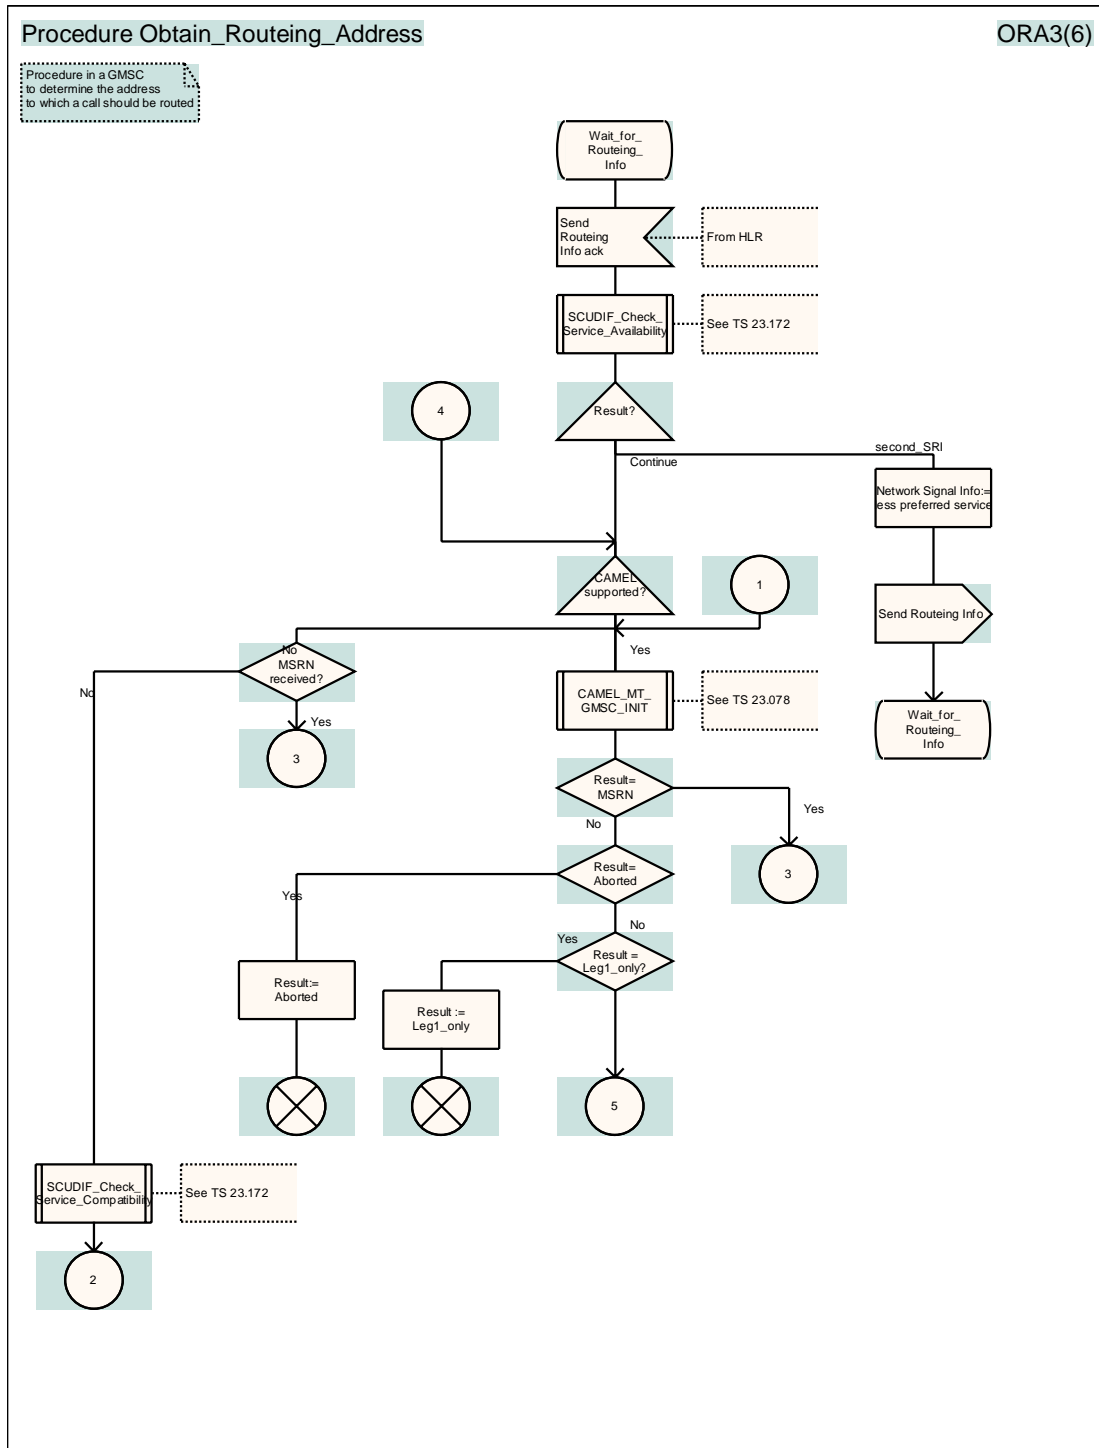 Procedure Obtain_Routeing_Address
ORA3(6)
Procedure in a GMSC
to determine the address
to which a call should be routed
Wait_for_
Routeing_
Info
Send
Routeing
Info ack
From HLR
SCUDIF_Check_
Service_Availability
See TS 23.172
4
Result?
second_SRI
Continue
Network Signal Info:=
ess preferred service
CAMEL
supported?
1
Send Routeing Info
No
Yes
MSRN
received?
No
CAMEL_MT_
GMSC_INIT
See TS 23.078
Yes
3
Wait_for_
Routeing_
Info
Result=
MSRN
Yes
No
Result=
Aborted
3
Yes
No
Yes
Result =
Leg1_only?
Result:=
Aborted
Result :=
Leg1_only
5
SCUDIF_Check_
Service_Compatibility
See TS 23.172
2